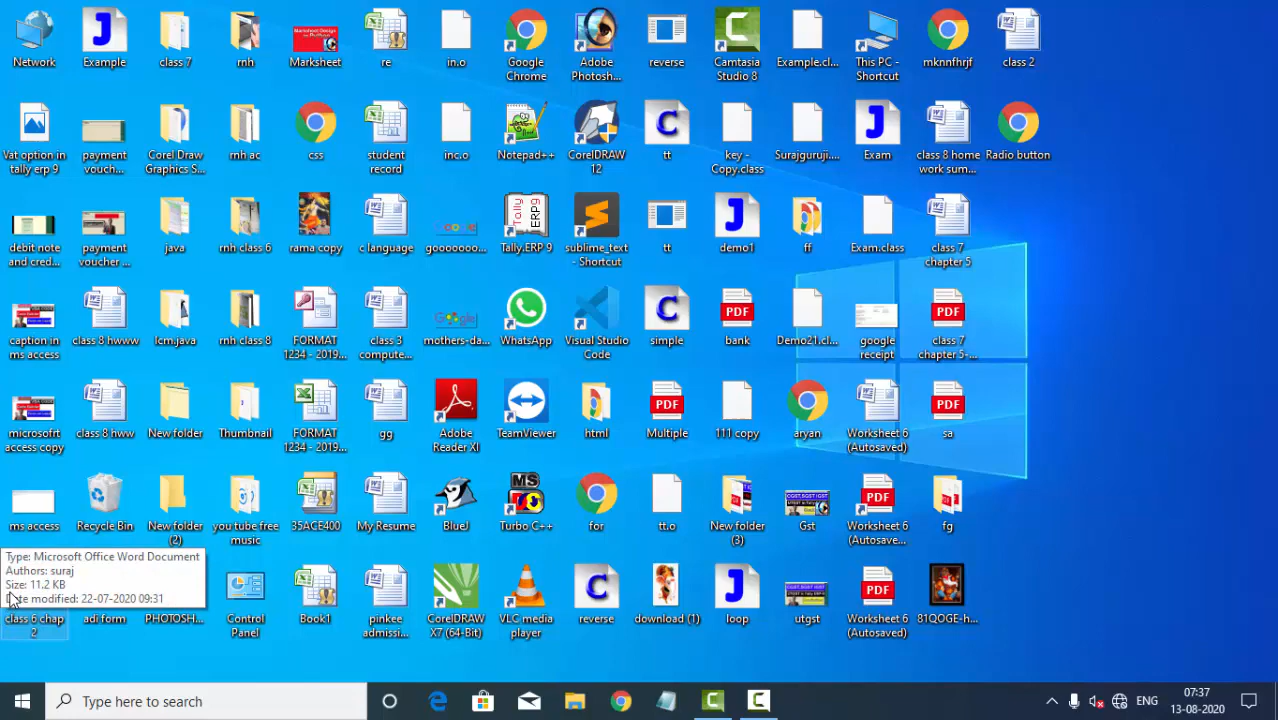 Network
Example
class 7
rnh
Marksheet
re
in.o
Google
Chrome
Adobe
Photosh...
reverse
Camtasia
Studio 8
Example.cl...
This PC -
Shortcut
mknnfhrjf
class 2
Vat option in
tally erp 9
payment
vouch...
Corel Draw
Graphics S...
rnh ac
css
student
record
inc.o
Notepad++
CorelDRAW
12
tt
key -
Copy.class
Surajguruji....
Exam
class 8 home
work sum...
Radio button
debit note
and cred...
payment
voucher ...
java
rnh class 6
rama copy
c language
gooooooo...
Tally.ERP 9
sublime_text
- Shortcut
tt
demo1
ff
Exam.class
class 7
chapter 5
caption in
ms access
class 8 hwww
lcm.java
rnh class 8
FORMAT
1234 - 2019...
class 3
compute...
mothers-da...
WhatsApp
Visual Studio
Code
simple
PDF
bank
Demo21.cl...
google
receipt
PDF
class 7
chapter 5-...
microsofrt
access copy
class 8 hww
New folder
Thumbnail
FORMAT
1234 - 2019...
gg
Adobe
Reader XI
TeamViewer
html
PDF
Multiple
111 copy
aryan
Worksheet 6
(Autosaved)
PDF
sa
ms access
Recycle Bin
New folder
(2)
you tube free
music
35ACE400
My Resume
BlueJ
MS
Turbo C++
for
tt.o
New folder
(3)
Gst
PDF
Worksheet 6
(Autosave...
fg
Type: Microsoft Office Word Document
Authors: suraj
Size: 11.2 KB
Date modified: 22-07-2020 09:31
class 6 chap
2
adi form
PHOTOSH...
Control
Panel
Book1
pinkee
admissi...
CorelDRAW
X7 (64-Bit)
VLC media
player
reverse
download (1)
loop
utgst
PDF
Worksheet 6
(Autosaved)
81QOGE-h...
Type here to search
ENG
07:37
13-08-2020